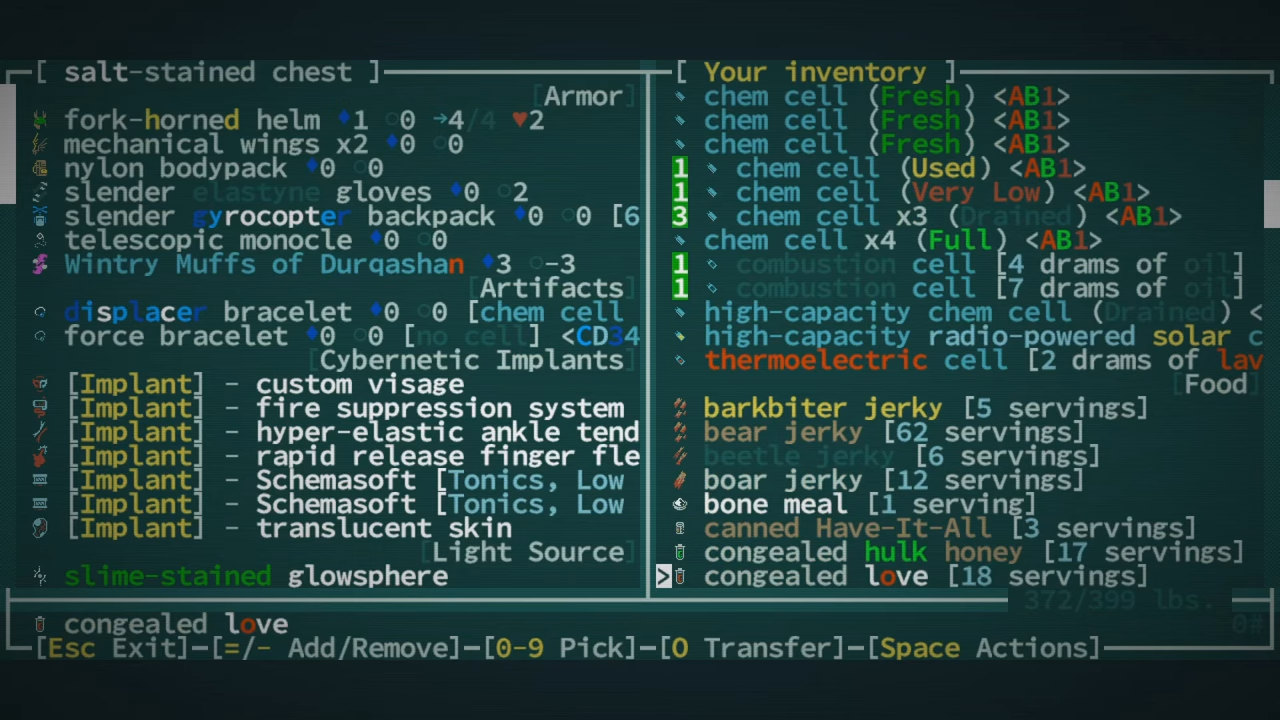 [ salt-stained chest ]
[Armor]
fork-horned helm ♦1 ○0 →4/4 ♥2
mechanical wings x2 ♦0 ○0
nylon bodypack ♦0 ○0
slender elastyne gloves ♦0 ○2
slender gyrocopter backpack ♦0 ○0 [6
telescopic monocle ♦0 ○0
Wintry Muffs of Durqashan ♦3 ○-3
[Artifacts]
displacer bracelet ♦0 ○0 [chem cell
force bracelet ♦0 ○0 [no cell] <CD34
[Cybernetic Implants]
[Implant] - custom visage
[Implant] - fire suppression system
[Implant] - hyper-elastic ankle tend
[Implant] - rapid release finger fle
[Implant] - Schemasoft [Tonics, Low
[Implant] - Schemasoft [Tonics, Low
[Implant] - translucent skin
[Light Source]
slime-stained glowsphere
[ Your inventory ]
chem cell (Fresh) <AB1>
chem cell (Fresh) <AB1>
chem cell (Fresh) <AB1>
1 chem cell (Used) <AB1>
1 chem cell (Very Low) <AB1>
3 chem cell x3 (Drained) <AB1>
chem cell x4 (Full) <AB1>
1 combustion cell [4 drams of oil]
1 combustion cell [7 drams of oil]
high-capacity chem cell (Drained) <
high-capacity radio-powered solar c
thermoelectric cell [2 drams of lav
[Food]
barkbiter jerky [5 servings]
bear jerky [62 servings]
beetle jerky [6 servings]
boar jerky [12 servings]
bone meal [1 serving]
canned Have-It-All [3 servings]
congealed hulk honey [17 servings]
> congealed love [18 servings]
372/399 lbs.
0#
congealed love
[Esc Exit]-[=/- Add/Remove]-[0-9 Pick]-[O Transfer]-[Space Actions]